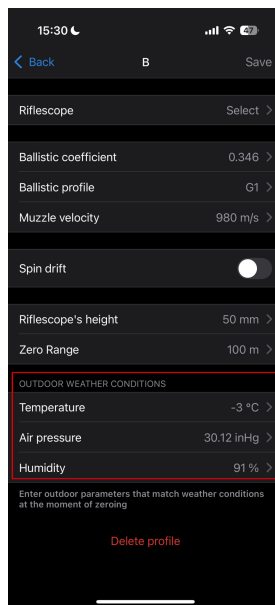 15:30
47
Back
B
Save
Riflescope
Select
Ballistic coefficient
0.346
Ballistic profile
G1
Muzzle velocity
980 m/s
Spin drift
Riflescope's height
50 mm
Zero Range
100 m
OUTDOOR WEATHER CONDITIONS
Temperature
-3 °C
Air pressure
30.12 inHg
Humidity
91 %
Enter outdoor parameters that match weather conditions
at the moment of zeroing
Delete profile